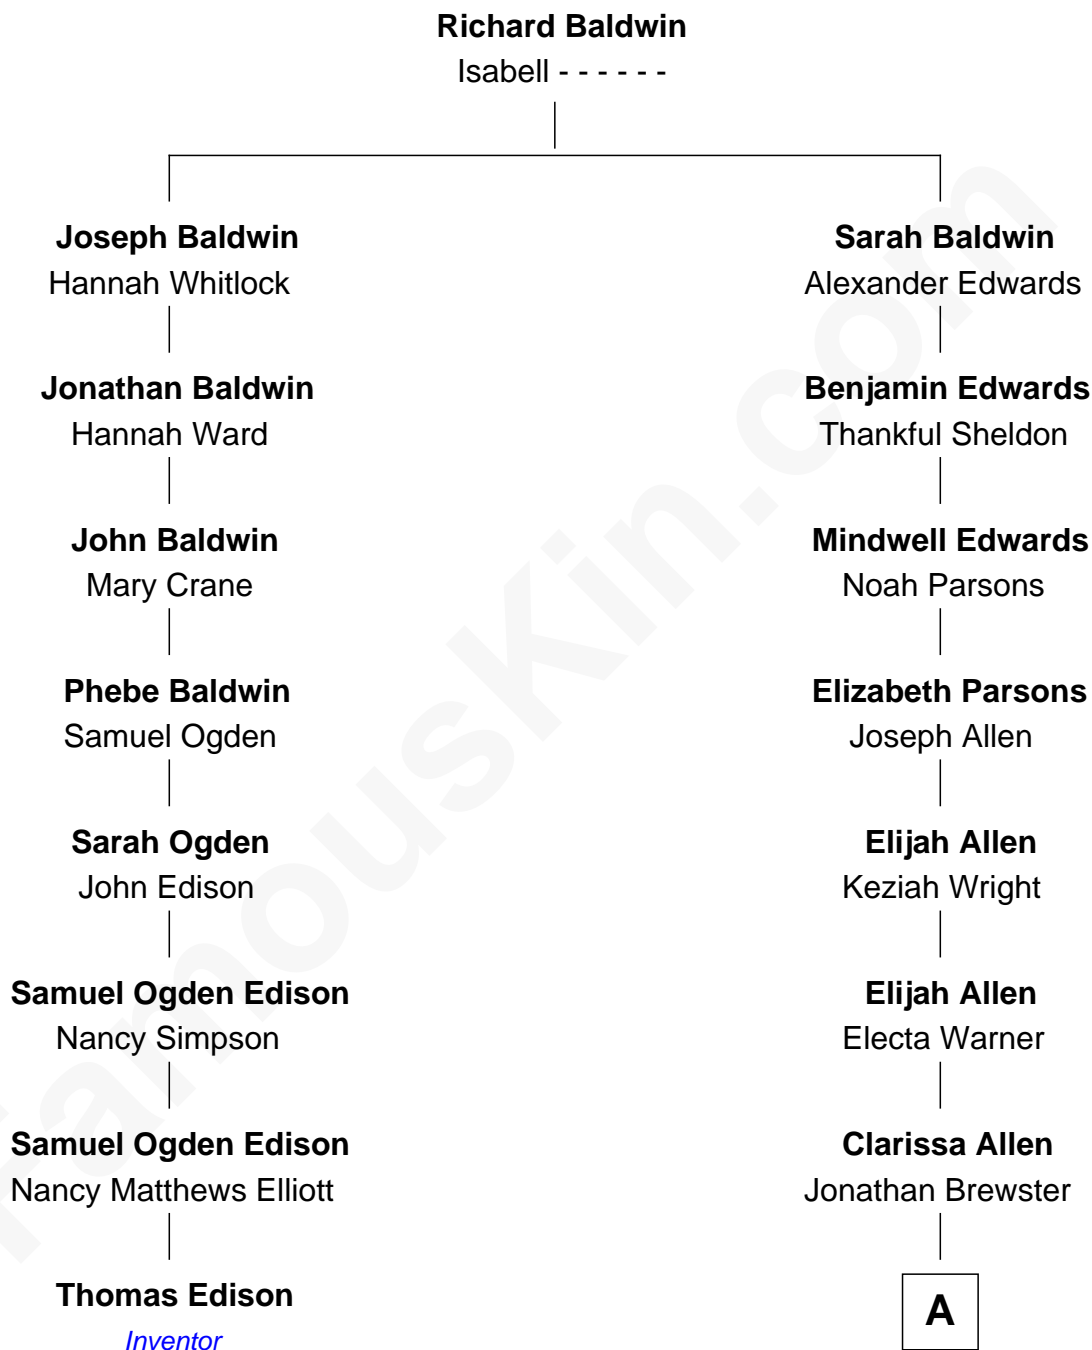 Richard Baldwin
Isabell - - - - - -
Joseph Baldwin
Hannah Whitlock
Sarah Baldwin
Alexander Edwards
Jonathan Baldwin
Hannah Ward
Benjamin Edwards
Thankful Sheldon
John Baldwin
Mary Crane
Mindwell Edwards
Noah Parsons
Phebe Baldwin
Samuel Ogden
Elizabeth Parsons
Joseph Allen
Sarah Ogden
John Edison
Elijah Allen
Keziah Wright
Samuel Ogden Edison
Nancy Simpson
Elijah Allen
Electa Warner
Samuel Ogden Edison
Nancy Matthews Elliott
Clarissa Allen
Jonathan Brewster
Thomas Edison
Inventor
A
FamousKin.com